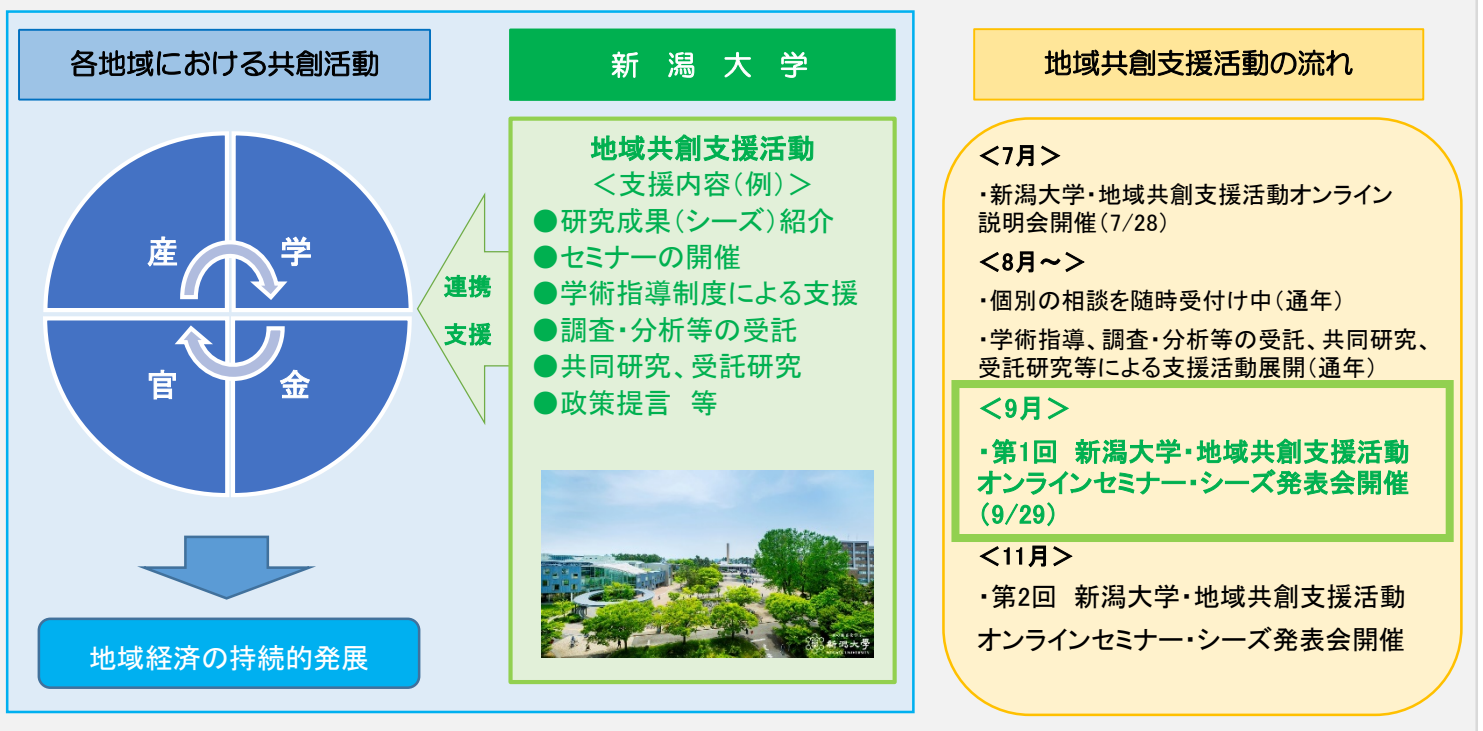 各地域における共創活動
産
学
官
金
地域経済の持続的発展
連携
支援
新 潟 大 学
地域共創支援活動
＜支援内容(例)＞
●研究成果(シーズ)紹介
●セミナーの開催
●学術指導制度による支援
●調査・分析等の受託
●共同研究、受託研究
●政策提言 等
新潟大学
地域共創支援活動の流れ
＜7月＞
・新潟大学・地域共創支援活動オンライン
説明会開催(7/28)
＜8月～＞
・個別の相談を随時受付け中(通年)
・学術指導、調査・分析等の受託、共同研究、
受託研究等による支援活動展開(通年)
＜9月＞
・第1回 新潟大学・地域共創支援活動
オンラインセミナー・シーズ発表会開催
(9/29)
＜11月＞
・第2回 新潟大学・地域共創支援活動
オンラインセミナー・シーズ発表会開催